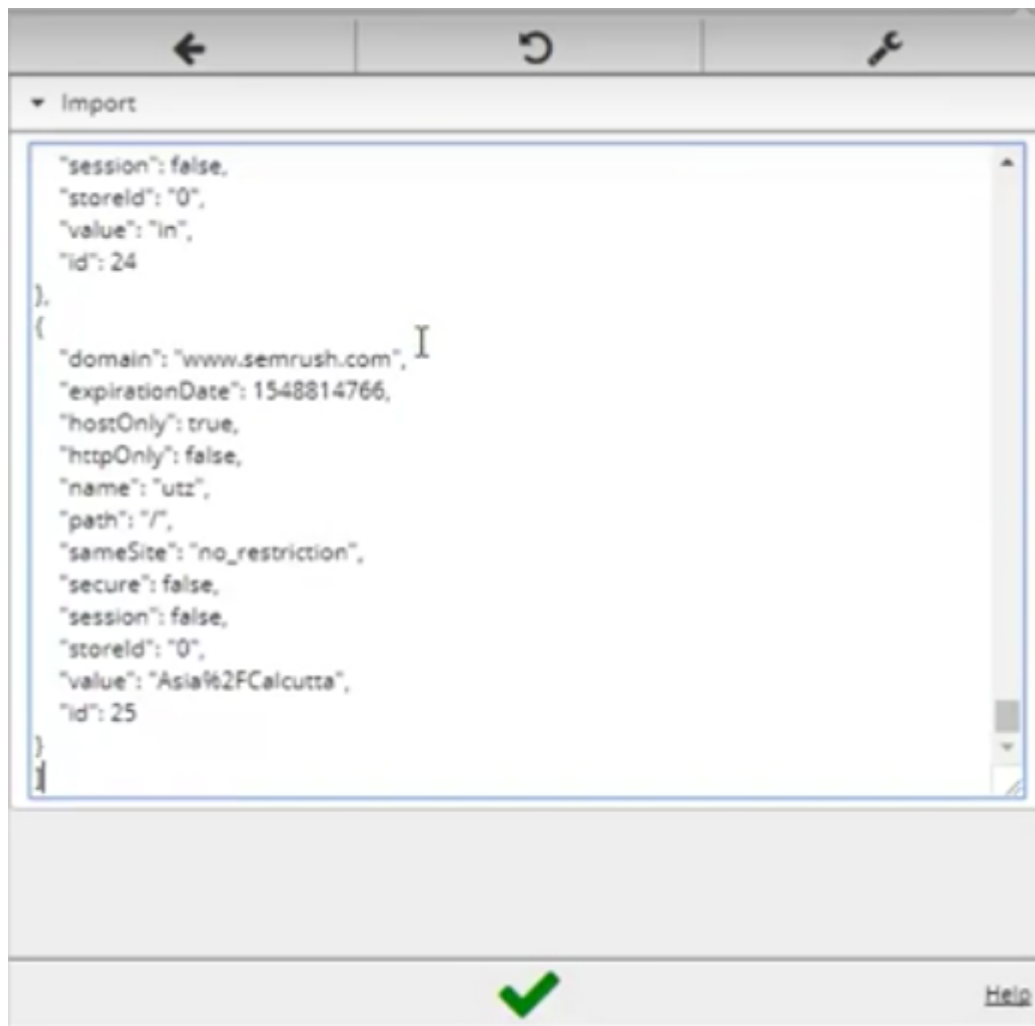 Import
"session": false,
"storeId": "0",
"value": "in",
"id": 24
},
{
"domain": "www.semrush.com",
"expirationDate": 1548814766,
"hostOnly": true,
"httpOnly": false,
"name": "utz",
"path": "/",
"sameSite": "no_restriction",
"secure": false,
"session": false,
"storeId": "0",
"value": "Asia%2FCalcutta",
"id": 25
}
]
Help